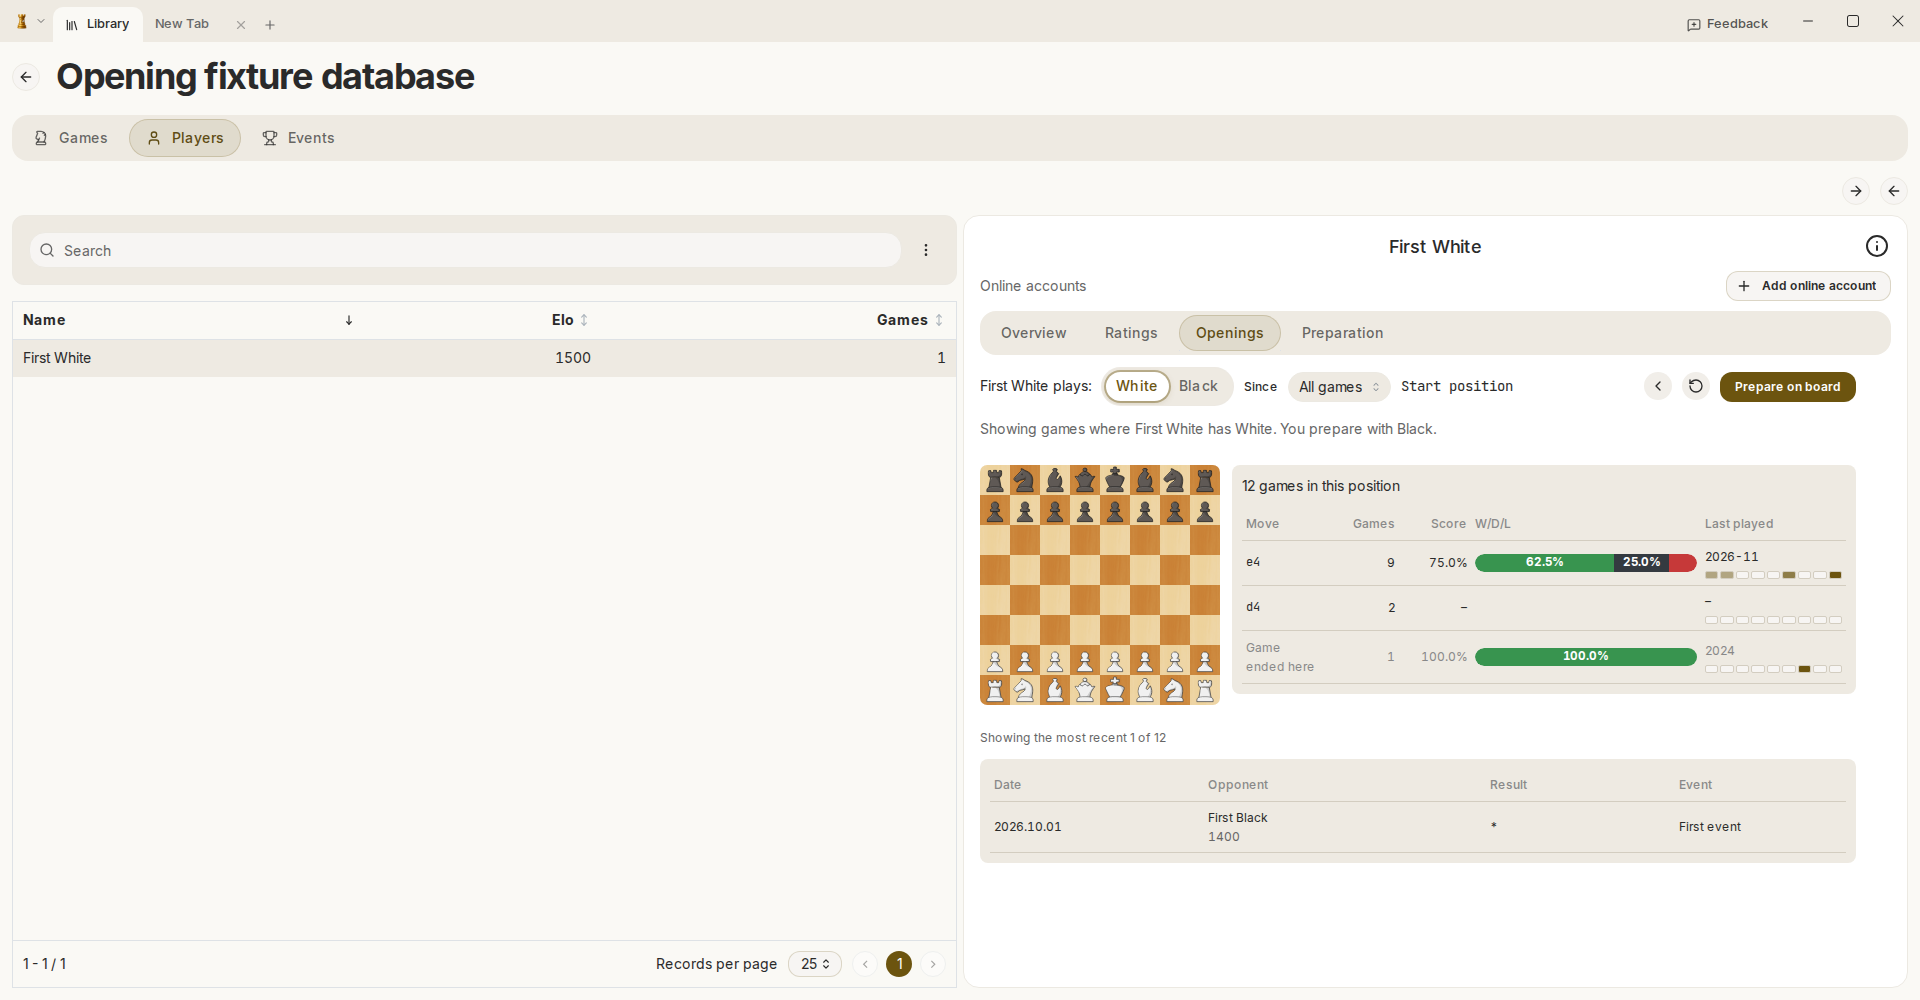 Library
New Tab
Feedback
Opening fixture database
Games
Players
Events
Search
Name
Elo
Games
First White
1500
1
1 - 1 / 1
Records per page
25
1
First White
Online accounts
Add online account
Overview
Ratings
Openings
Preparation
First White plays:
White
Black
Since
All games
Start position
Prepare on board
Showing games where First White has White. You prepare with Black.
12 games in this position
Move
Games
Score
W/D/L
Last played
e4
9
75.0%
62.5%
25.0%
2026-11
d4
2
–
–
Game
ended here
1
100.0%
100.0%
2024
Showing the most recent 1 of 12
Date
Opponent
Result
Event
2026.10.01
First Black
1400
*
First event